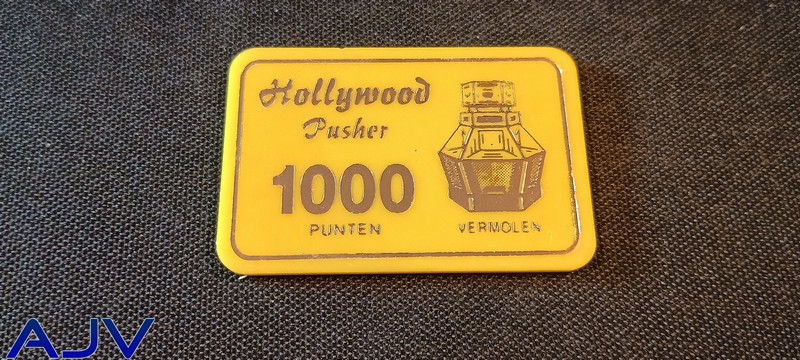 Hollywood
Pusher
1000
PUNTEN
VERMOLEN
AJV